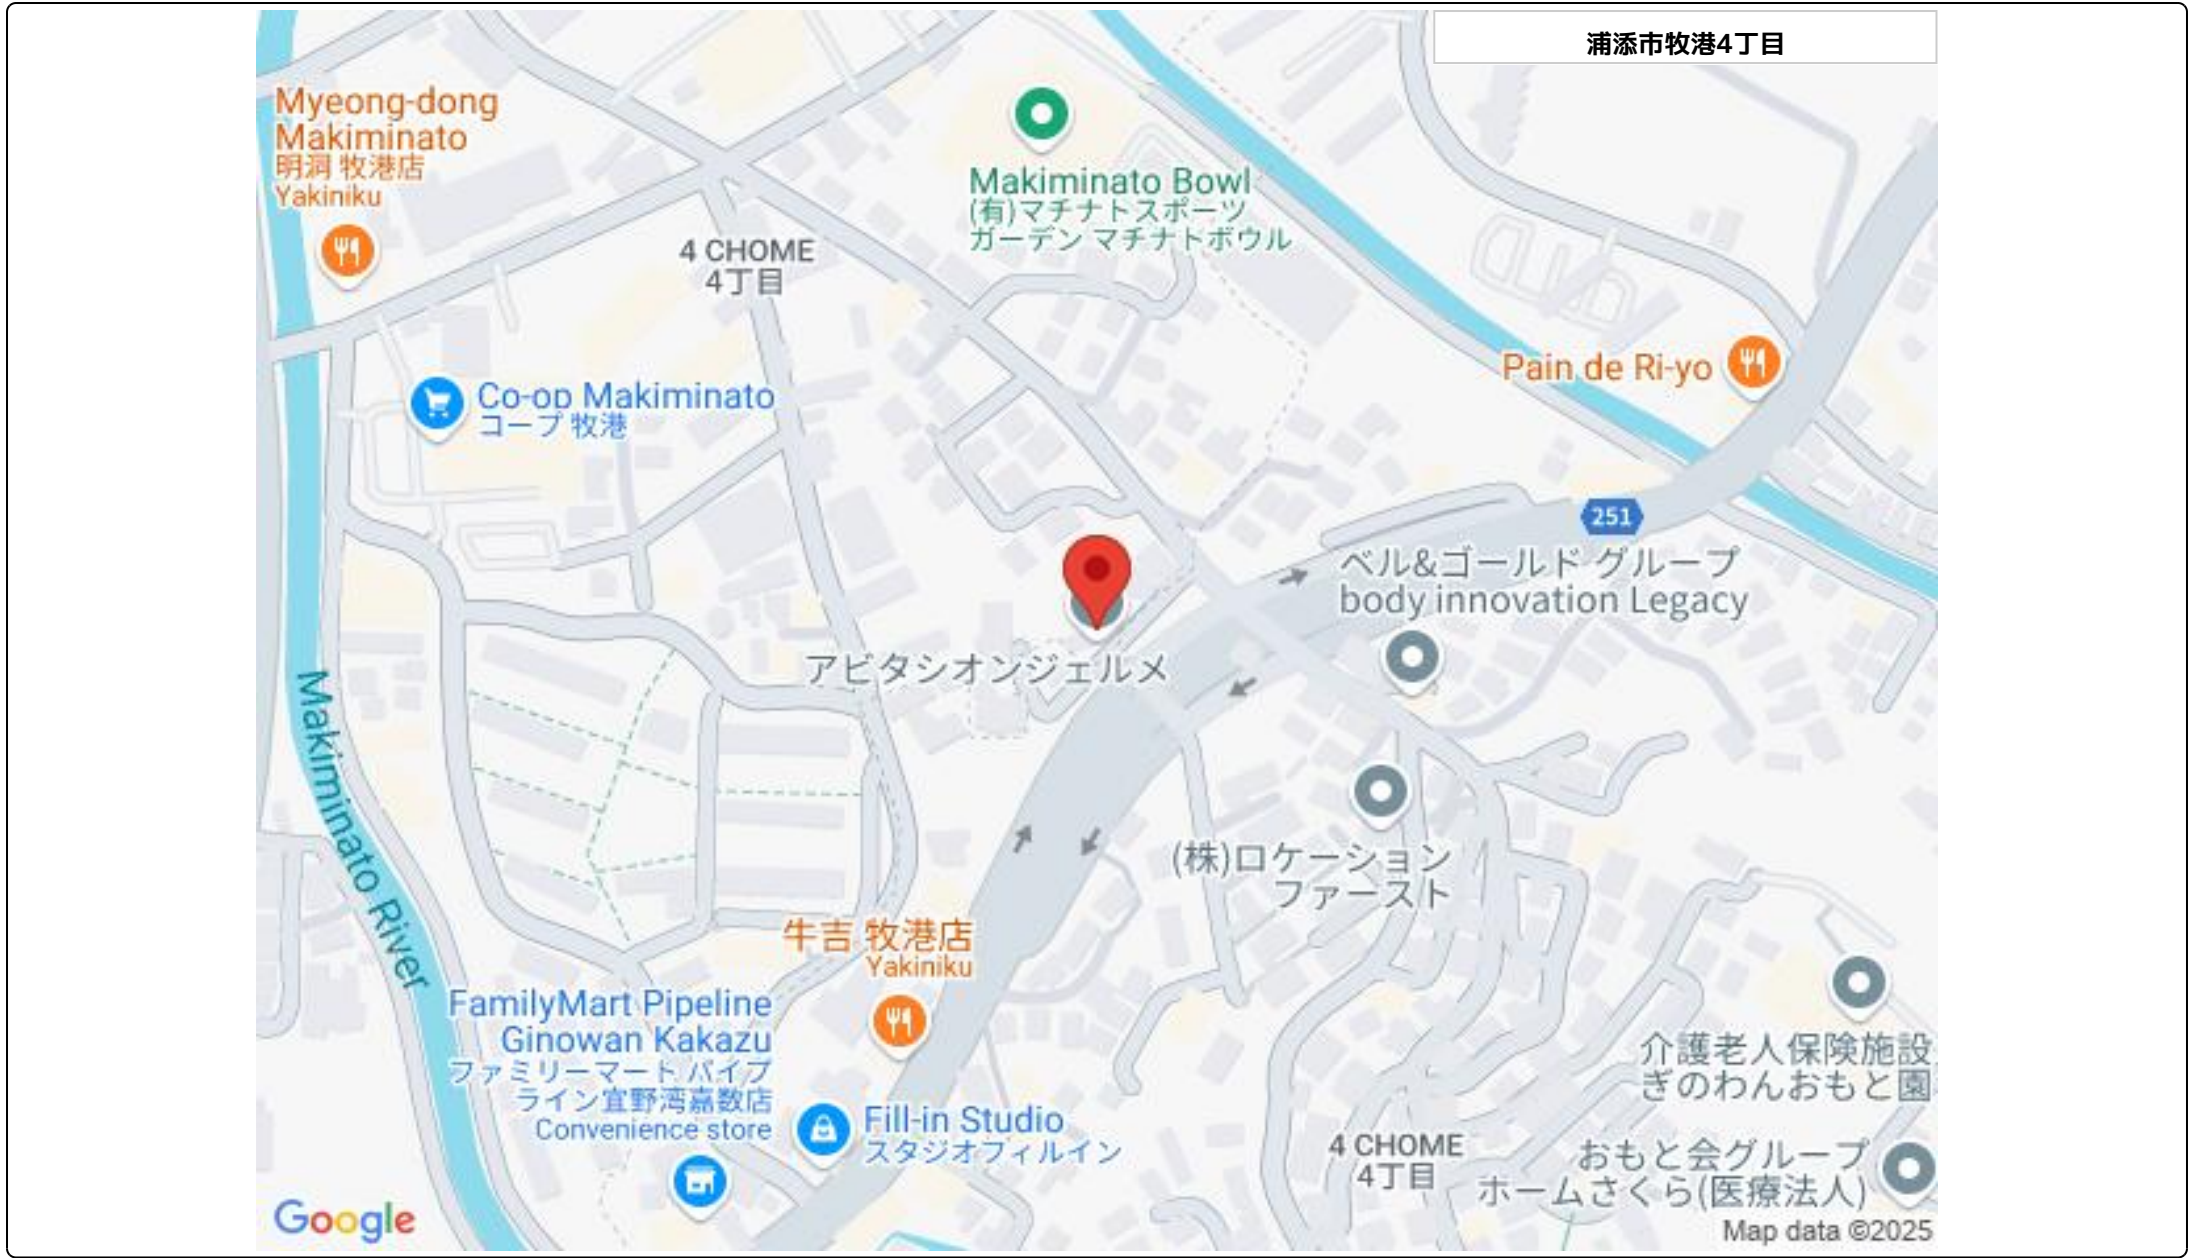 浦添市牧港4丁目
Myeong-dong
Makiminato
明洞 牧港店
Yakiniku
Makiminato Bowl
(有)マチナトスポーツ
ガーデン マチナトボウル
4 CHOME
4丁目
Pain de Ri-yo
Co-op Makiminato
コープ 牧港
251
ベル&ゴールド グループ
body innovation Legacy
アビタシオンジェルメ
Makiminato River
(株)ロケーション
ファースト
牛吉 牧港店
Yakiniku
FamilyMart Pipeline
Ginowan Kakazu
ファミリーマート パイプ
ライン宜野湾嘉数店
Convenience store
介護老人保険施設
ぎのわんおもと園
Fill-in Studio
スタジオフィルイン
4 CHOME
4丁目
おもと会グループ
ホームさくら(医療法人)
Google
Map data ©2025